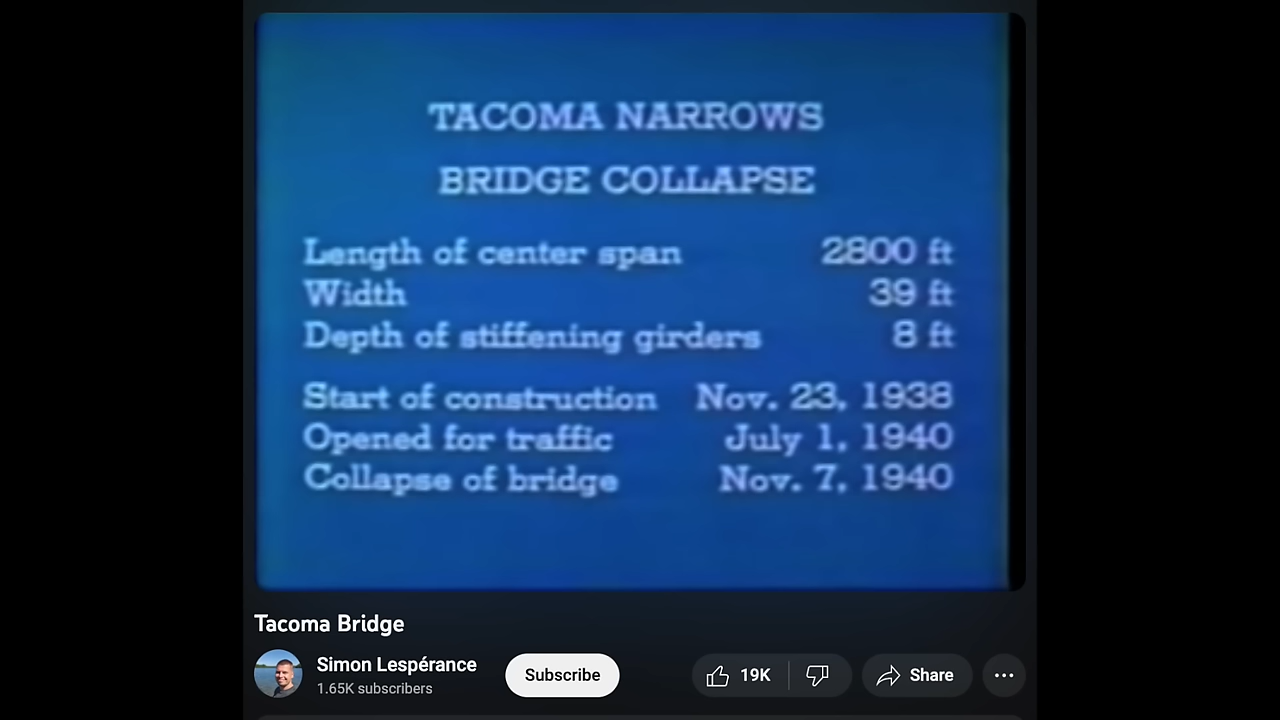 TACOMA NARROWS
BRIDGE COLLAPSE
Length of center span 2800 ft
Width 39 ft
Depth of stiffening girders 8 ft
Start of construction Nov. 23, 1938
Opened for traffic July 1, 1940
Collapse of bridge Nov. 7, 1940
Tacoma Bridge
Simon Lespérance
1.65K subscribers
Subscribe
19K
Share